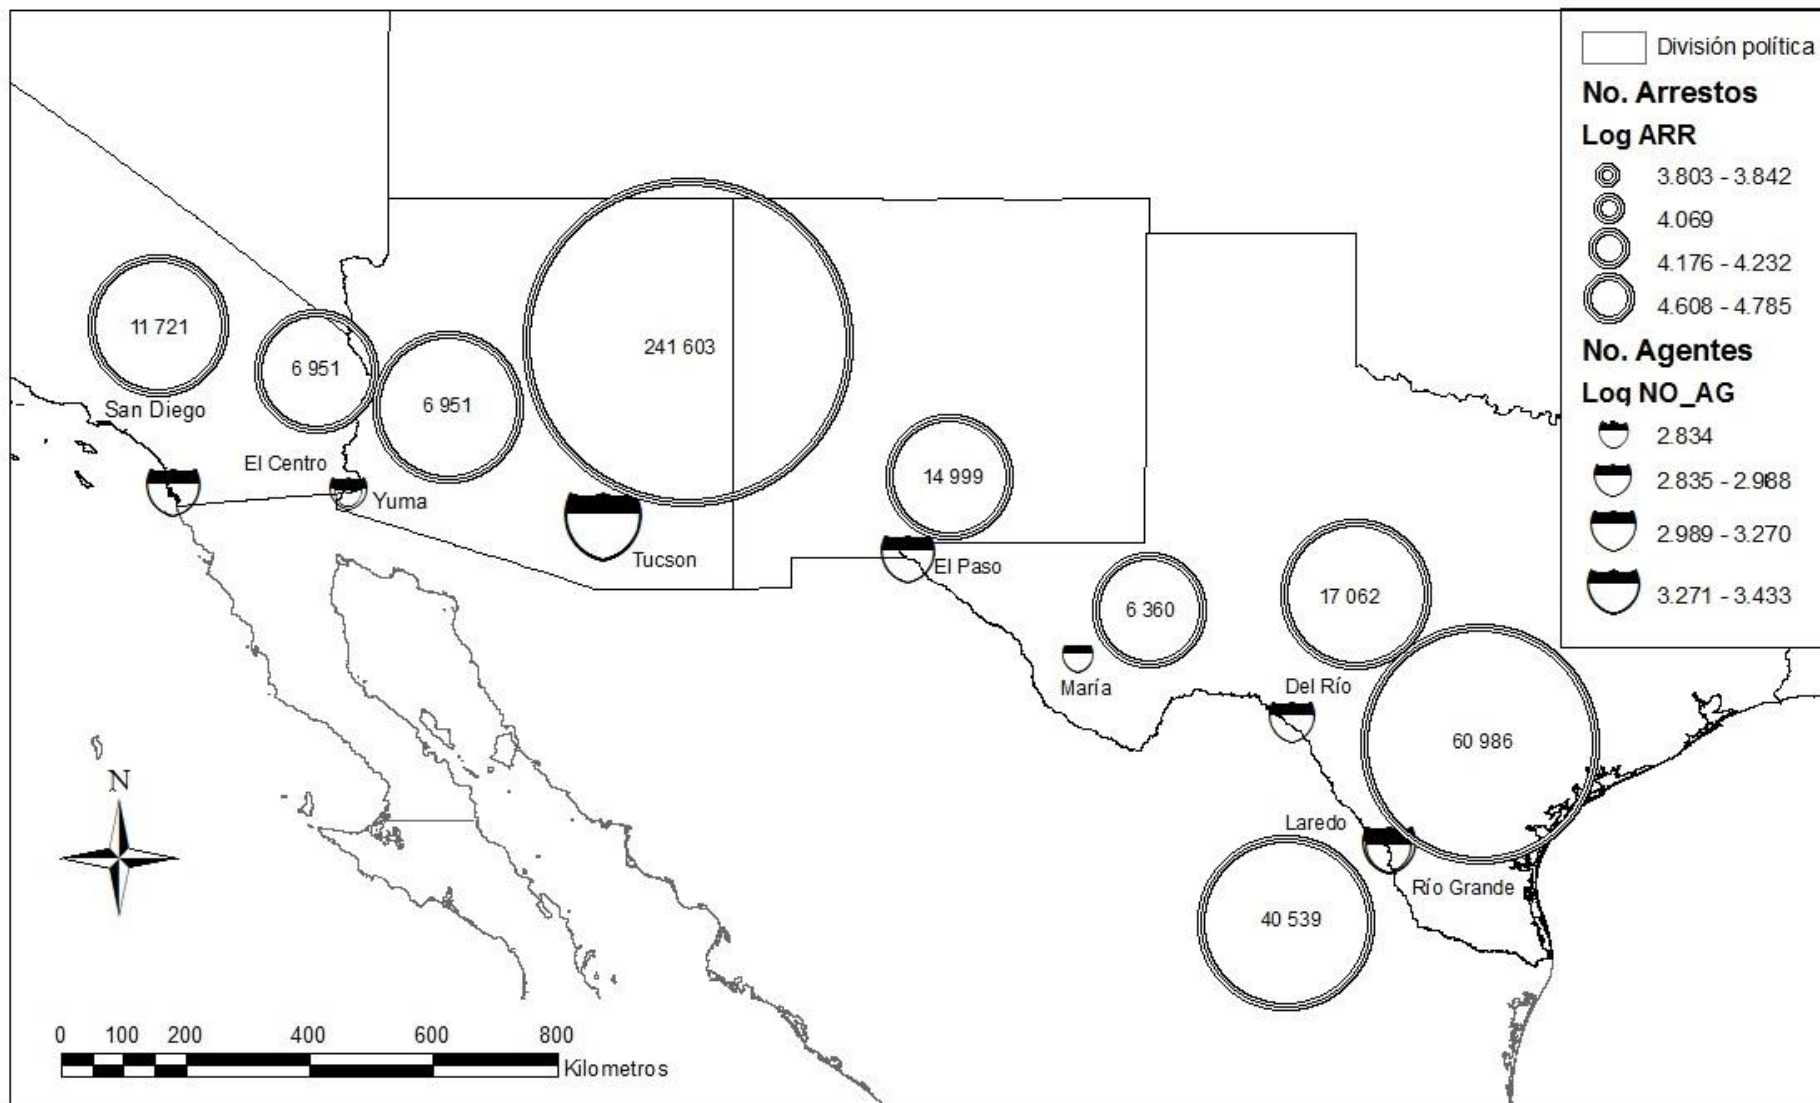 División política
No. Arrestos
Log ARR
3.803 - 3.842
4.069
4.176 - 4.232
4.608 - 4.785
No. Agentes
Log NO_AG
2.834
2.835 - 2.988
2.989 - 3.270
3.271 - 3.433
11 721
San Diego
6 951
El Centro
6 951
Yuma
241 603
Tucson
14 999
El Paso
6 360
María
17 062
Del Río
60 986
Laredo
Río Grande
40 539
N
0 100 200 400 600 800
Kilometros